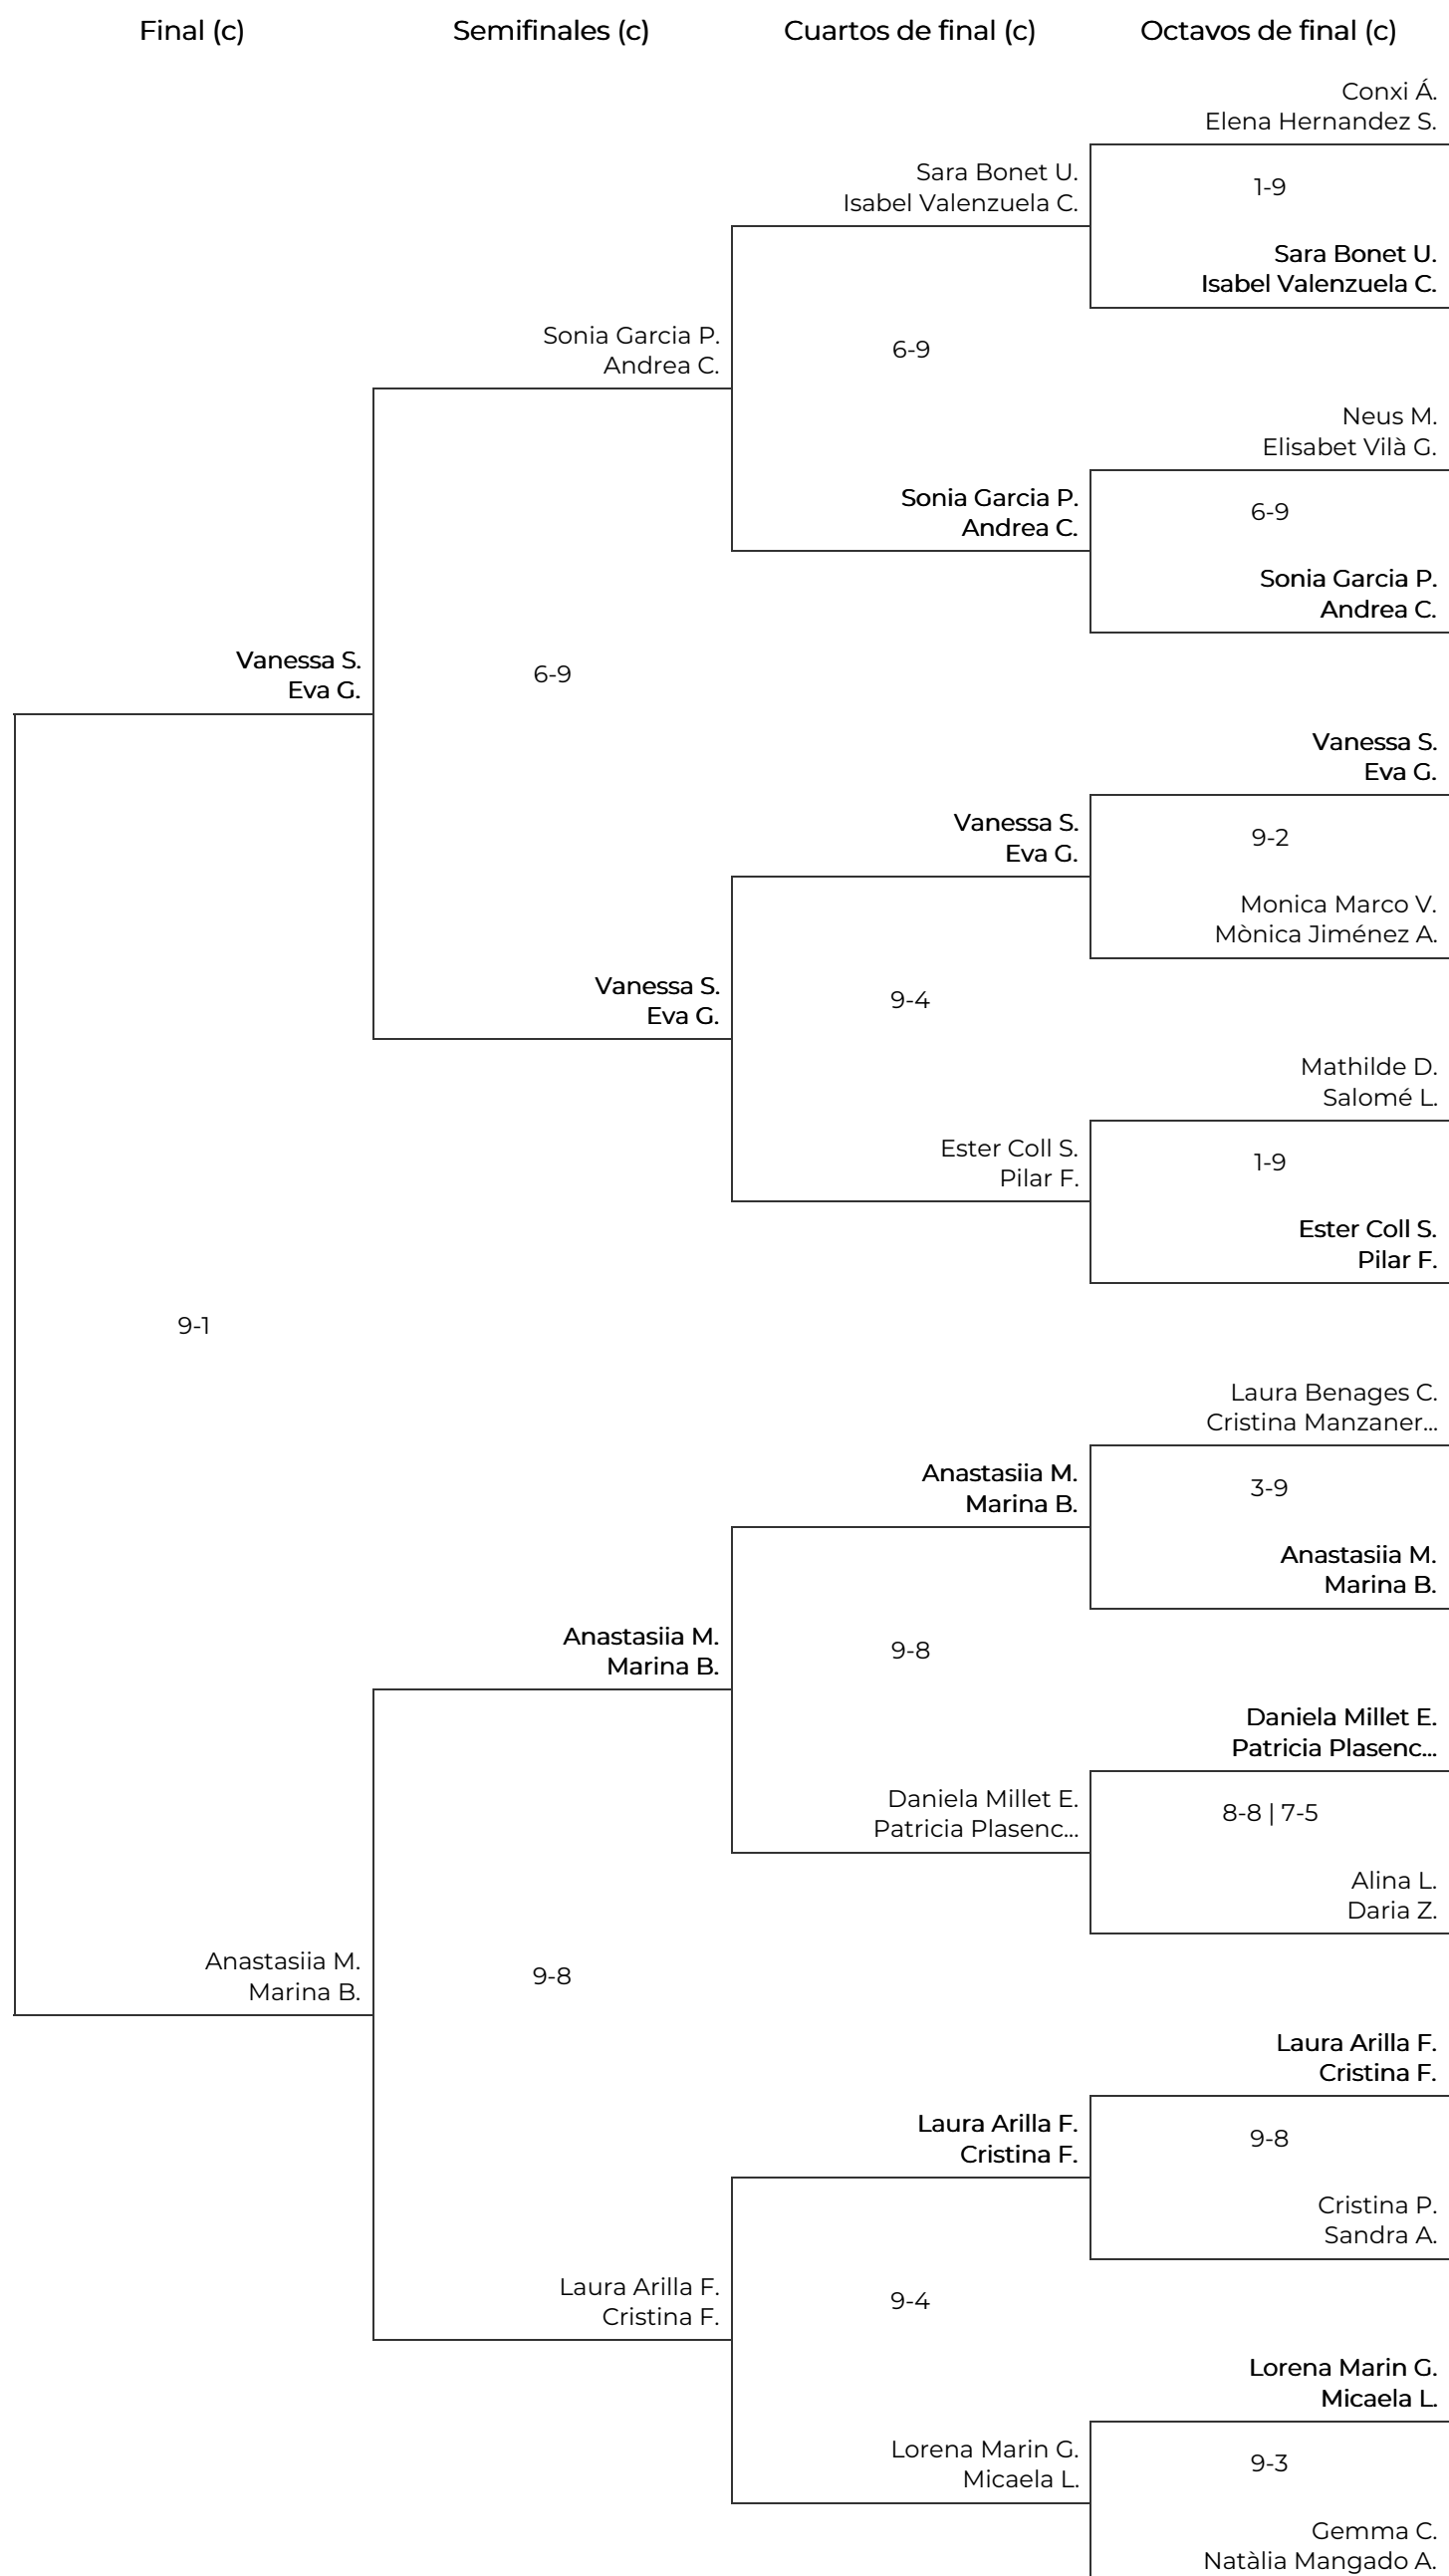 Final (c)
Semifinales (c)
Cuartos de final (c)
Octavos de final (c)
Conxi Á.
Elena Hernandez S.
1-9
Sara Bonet U.
Isabel Valenzuela C.
Neus M.
Elisabet Vilà G.
6-9
Sonia Garcia P.
Andrea C.
Vanessa S.
Eva G.
9-2
Monica Marco V.
Mònica Jiménez A.
Mathilde D.
Salomé L.
1-9
Ester Coll S.
Pilar F.
Laura Benages C.
Cristina Manzaner...
3-9
Anastasiia M.
Marina B.
Daniela Millet E.
Patricia Plasenc...
8-8 | 7-5
Alina L.
Daria Z.
Laura Arilla F.
Cristina F.
9-8
Cristina P.
Sandra A.
Lorena Marin G.
Micaela L.
9-3
Gemma C.
Natàlia Mangado A.
Sara Bonet U.
Isabel Valenzuela C.
6-9
Sonia Garcia P.
Andrea C.
Vanessa S.
Eva G.
9-4
Ester Coll S.
Pilar F.
Anastasiia M.
Marina B.
9-8
Daniela Millet E.
Patricia Plasenc...
Laura Arilla F.
Cristina F.
9-4
Lorena Marin G.
Micaela L.
Sonia Garcia P.
Andrea C.
6-9
Vanessa S.
Eva G.
Anastasiia M.
Marina B.
9-8
Laura Arilla F.
Cristina F.
Vanessa S.
Eva G.
9-1
Anastasiia M.
Marina B.